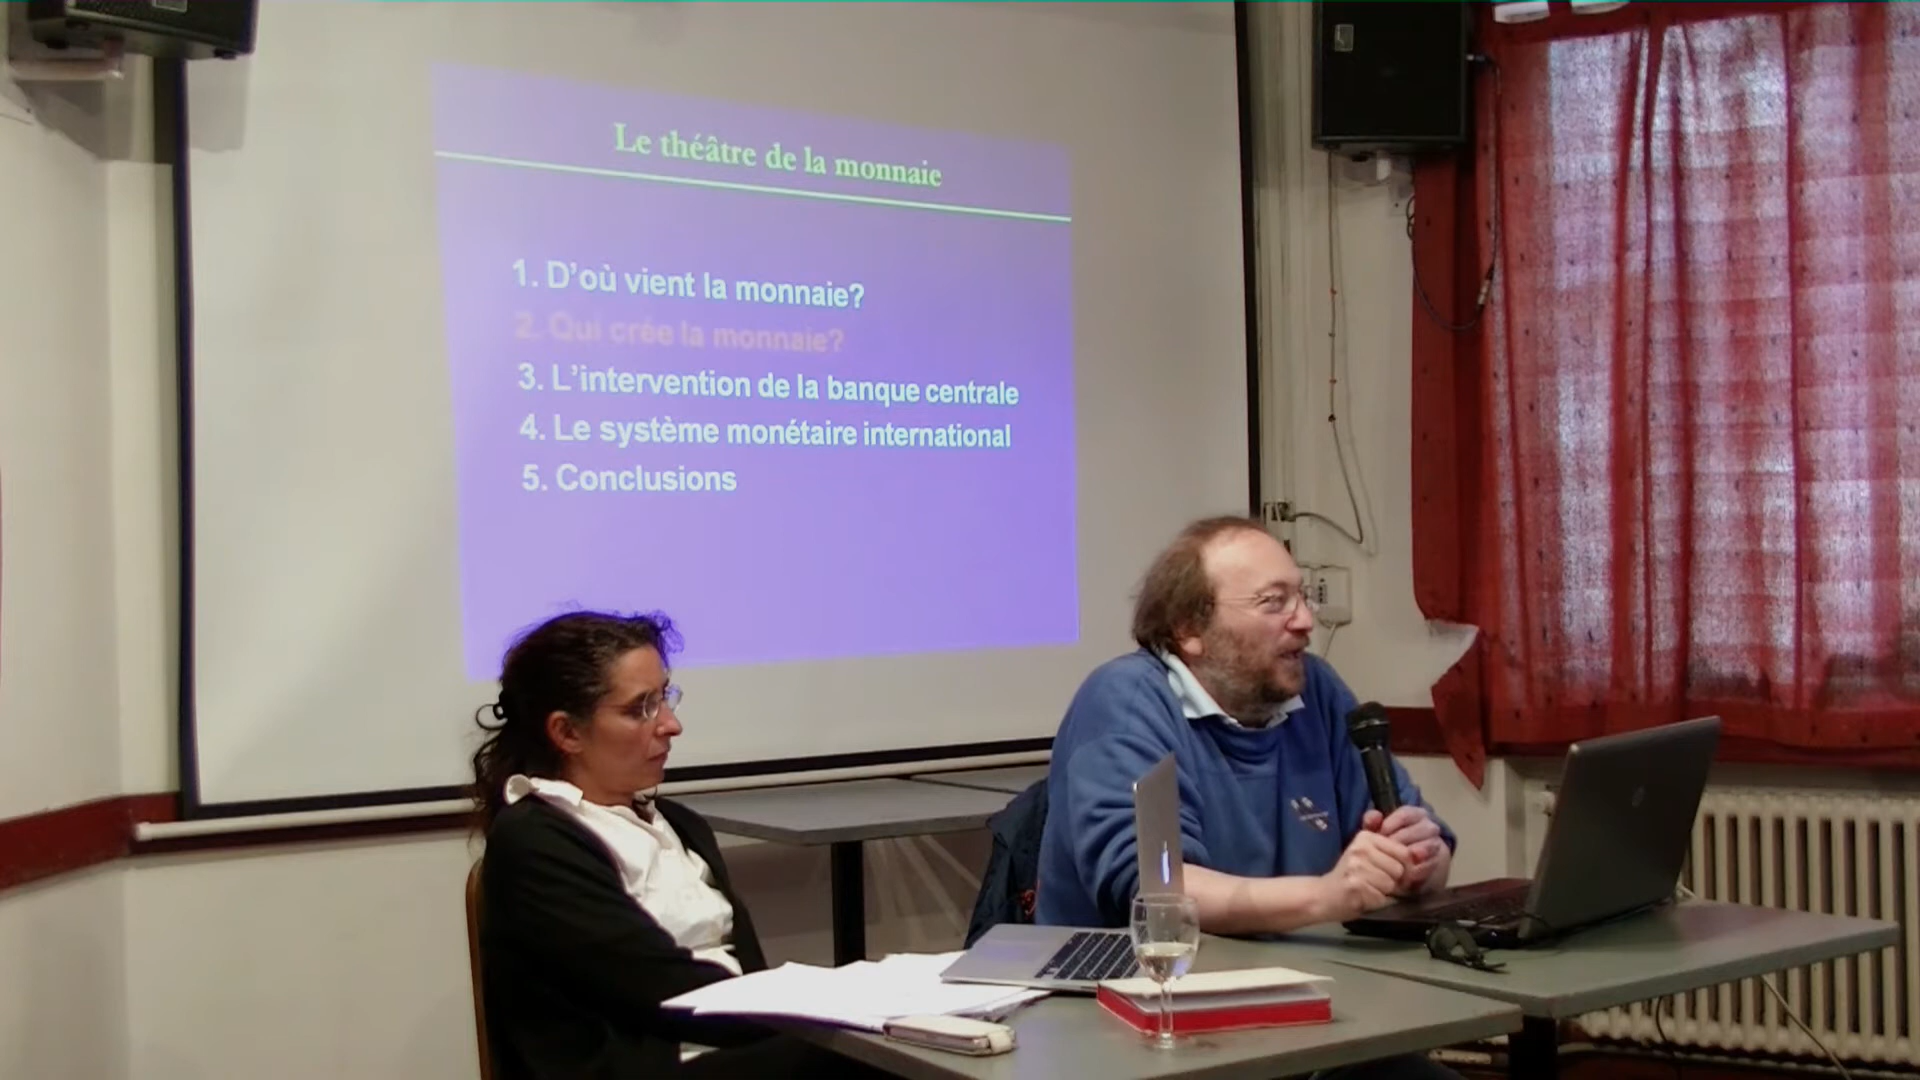 Le théâtre de la monnaie
1. D'où vient la monnaie?
2. Qui crée la monnaie?
3. L'intervention de la banque centrale
4. Le système monétaire international
5. Conclusions